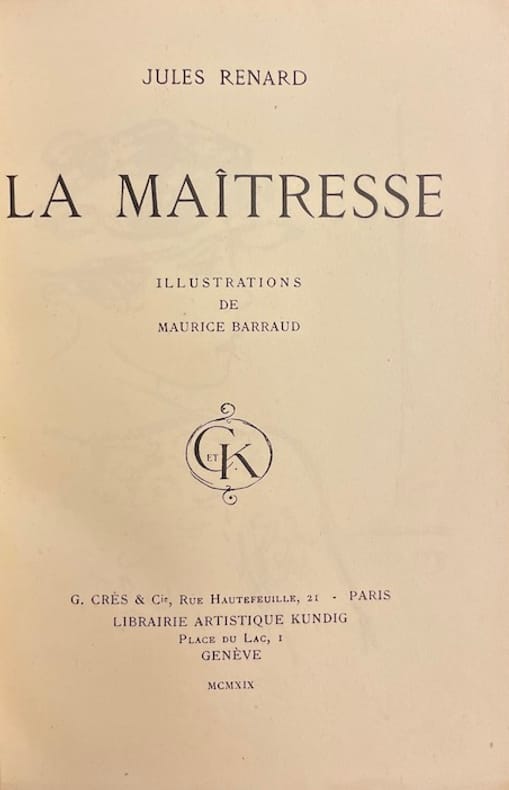 JULES RENARD
LA MAÎTRESSE
ILLUSTRATIONS
DE
MAURICE BARRAUD
C ET K
G. CRÈS & Cie, RUE HAUTEFEUILLE, 21 - PARIS
LIBRAIRIE ARTISTIQUE KUNDIG
PLACE DU LAC, 1
GENÈVE
MCMXIX